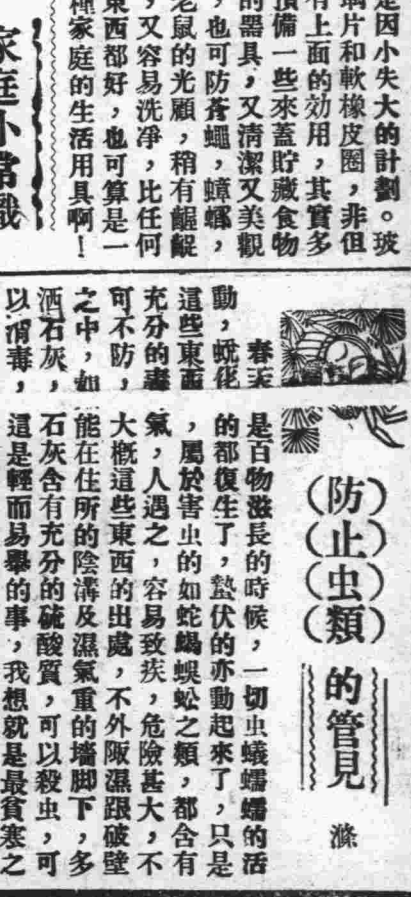 是因小失大的計劃。玻
璃片和軟橡皮圈，非但
有上面的効用，其實多
預備一些來蓋貯藏食物
的器具，又清潔又美觀
，也可防蒼蠅，蟑螂，
老鼠的光顧，稍有齷齪
，又容易洗淨，比任何
東西都好，也可算是一
種家庭的生活用具啊！
家庭小常識
（防）（止）（虫）（類）的管見
滌
春天是百物滋長的時候，一切虫蟻蠕蠕的活
動，蛻化的都復生了，蟄伏的亦動起來了，只是
這些東西，屬於害虫的如蛇蝎蜈蚣之類，都含有
充分的毒氣，人遇之，容易致疾，危險甚大，不
可不防，大概這些東西的出處，不外陬濕跟破壁
之中，如能在住所的陰溝及濕氣重的墻脚下，多
洒石灰，石灰含有充分的硫酸質，可以殺虫，可
以消毒，這是輕而易舉的事，我想就是最貧寒之